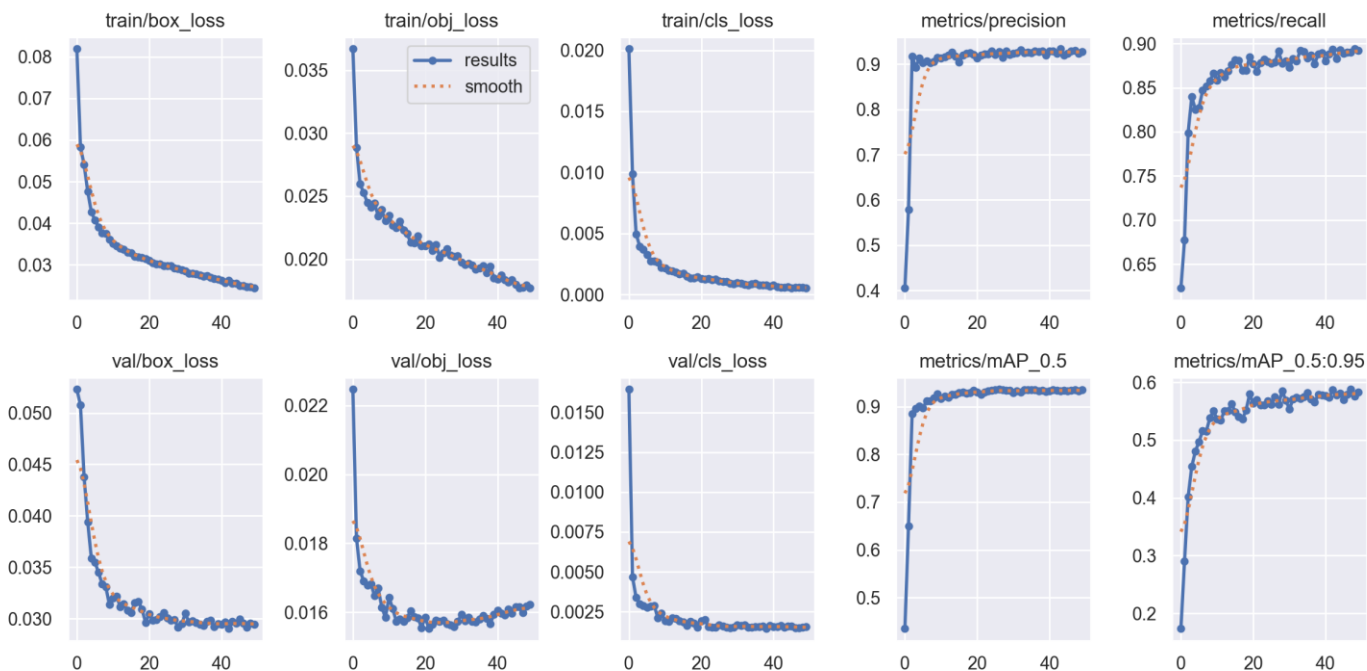 train/box_loss
train/obj_loss
train/cls_loss
metrics/precision
metrics/recall
0.08
0.07
0.06
0.05
0.04
0.03
0 20 40
results
smooth
0.035
0.030
0.025
0.020
0 20 40
0.020
0.015
0.010
0.005
0.000
0 20 40
0.9
0.8
0.7
0.6
0.5
0.4
0 20 40
0.90
0.85
0.80
0.75
0.70
0.65
0 20 40
val/box_loss
val/obj_loss
val/cls_loss
metrics/mAP_0.5
metrics/mAP_0.5:0.95
0.050
0.045
0.040
0.035
0.030
0 20 40
0.022
0.020
0.018
0.016
0 20 40
0.0150
0.0125
0.0100
0.0075
0.0050
0.0025
0 20 40
0.9
0.8
0.7
0.6
0.5
0 20 40
0.6
0.5
0.4
0.3
0.2
0 20 40